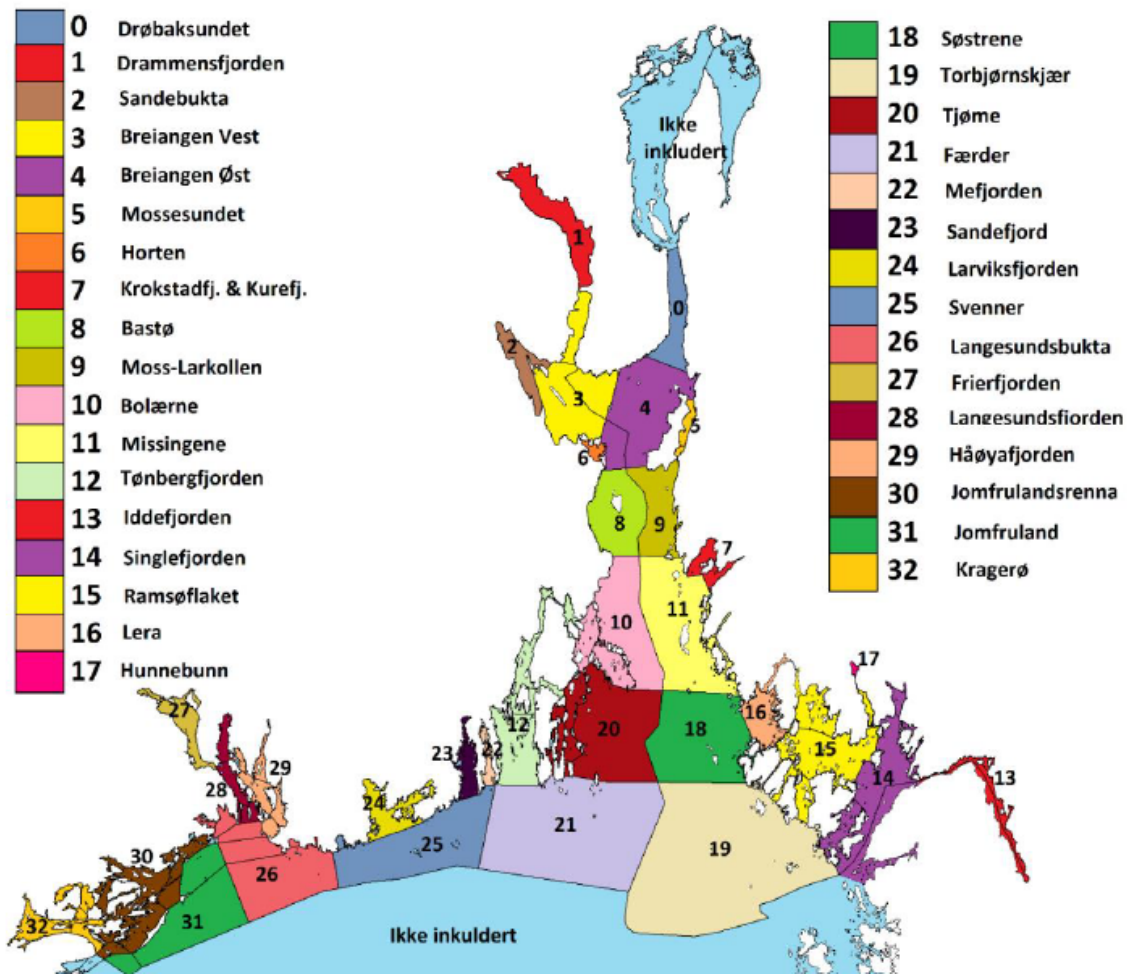 0 Drøbaksundet
1 Drammensfjorden
2 Sandebukta
3 Breiangen Vest
4 Breiangen Øst
5 Mossesundet
6 Horten
7 Krokstadfj. & Kurefj.
8 Bastø
9 Moss-Larkollen
10 Bolærne
11 Missingene
12 Tønbergfjorden
13 Iddefjorden
14 Singlefjorden
15 Ramsøflaket
16 Lera
17 Hunnebunn
18 Søstrene
19 Torbjørnskjær
20 Tjøme
21 Færder
22 Mefjorden
23 Sandefjord
24 Larviksfjorden
25 Svenner
26 Langesundsbukta
27 Frierfjorden
28 Langesundsfjorden
29 Håøyafjorden
30 Jomfrulandsrenna
31 Jomfruland
32 Kragerø
Ikke
inkludert
1
0
2
3
4
5
6
8
9
7
10
11
17
27
12
20
18
16
15
23
22
29
28
14
13
24
21
19
25
30
26
32
31
Ikke inkuldert